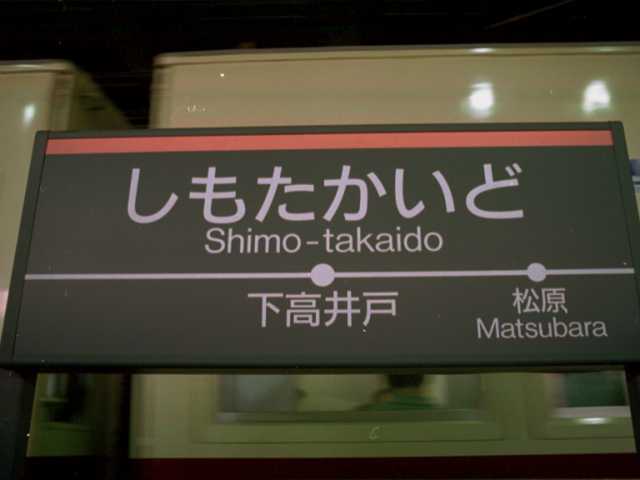 しもたかいど
Shimo-takaido
下高井戸
松原
Matsubara